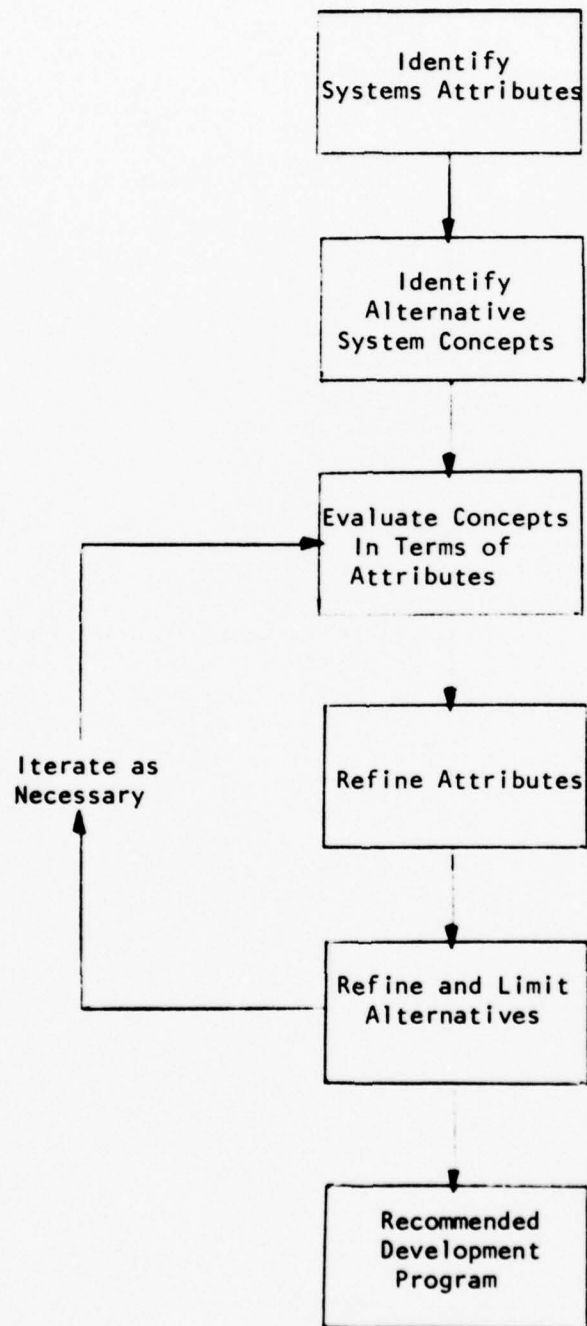 Identify
Systems Attributes
Identify
Alternative
System Concepts
Evaluate Concepts
In Terms of
Attributes
Refine Attributes
Iterate as
Necessary
Refine and Limit
Alternatives
Recommended
Development
Program